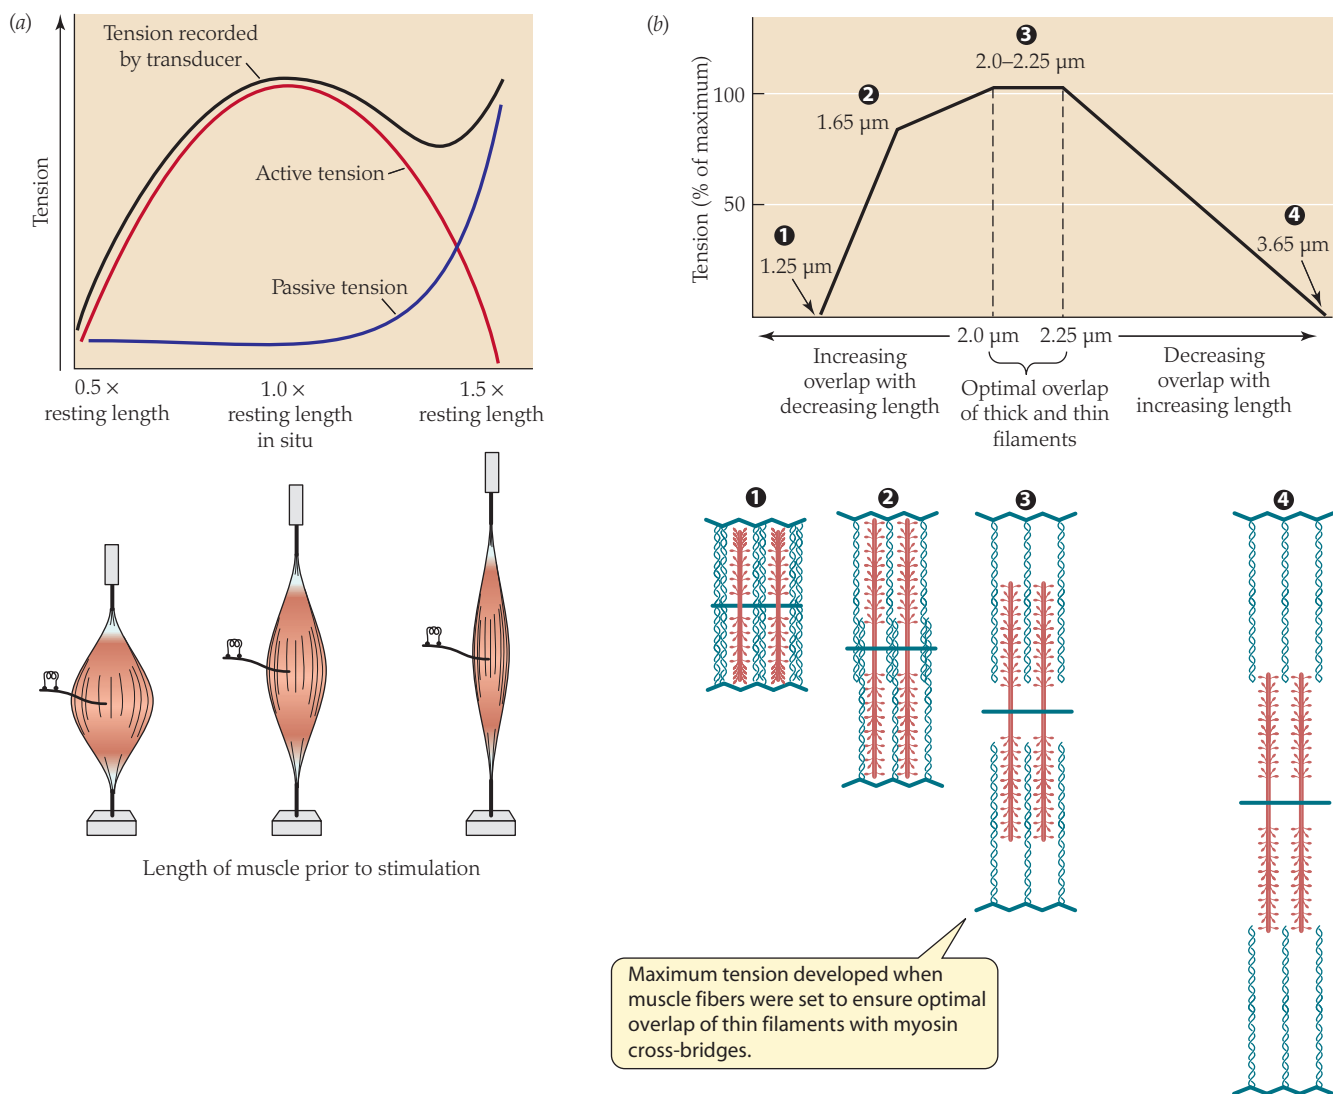 (a)
Tension recorded
by transducer
Active tension
Passive tension
Tension
0.5 ×
resting length
1.0 ×
resting length
in situ
1.5 ×
resting length
Length of muscle prior to stimulation
(b)
Tension (% of maximum)
100
50
1
1.25 µm
2
1.65 µm
3
2.0–2.25 µm
4
3.65 µm
2.0 µm
2.25 µm
Increasing
overlap with
decreasing length
Optimal overlap
of thick and thin
filaments
Decreasing
overlap with
increasing length
1
2
3
4
Maximum tension developed when
muscle fibers were set to ensure optimal
overlap of thin filaments with myosin
cross-bridges.